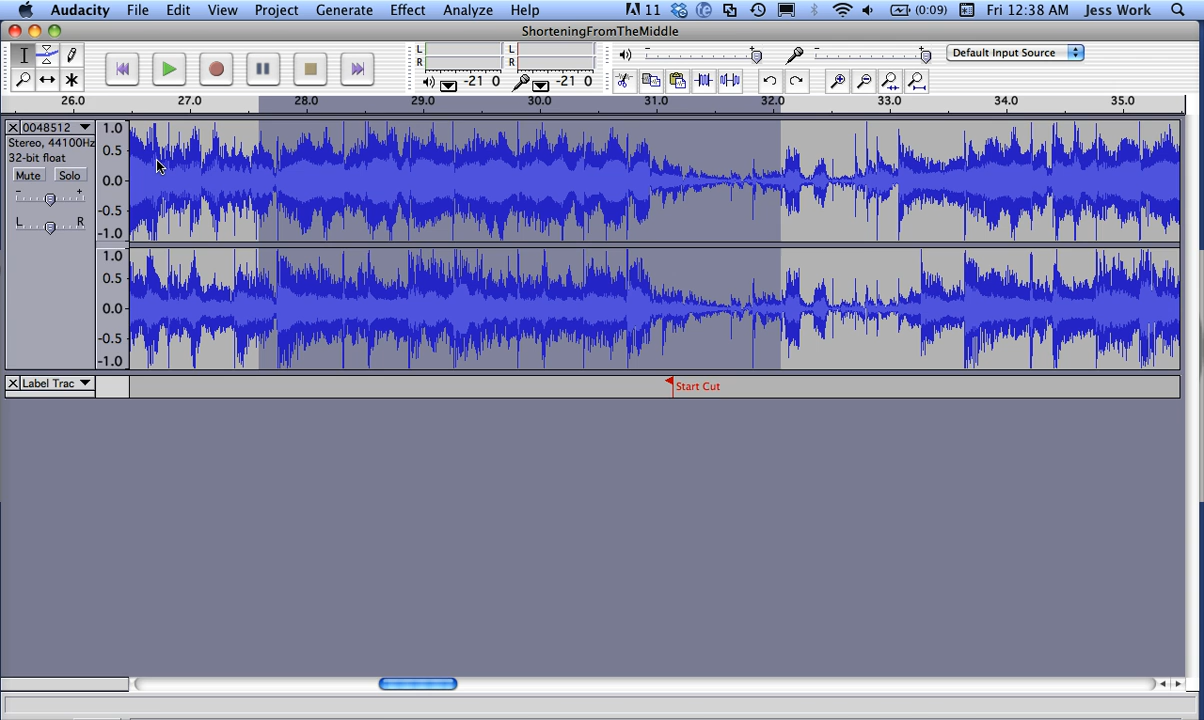 Audacity File Edit View Project Generate Effect Analyze Help 11 (0:09) Fri 12:38 AM Jess Work
ShorteningFromTheMiddle
L L
R R
-21 0 -21 0
Default Input Source
26.0 27.0 28.0 29.0 30.0 31.0 32.0 33.0 34.0 35.0
0048512
Stereo, 44100Hz
32-bit float
Mute Solo
- +
L R
1.0
0.5
0.0
-0.5
-1.0
1.0
0.5
0.0
-0.5
-1.0
Label Trac
Start Cut